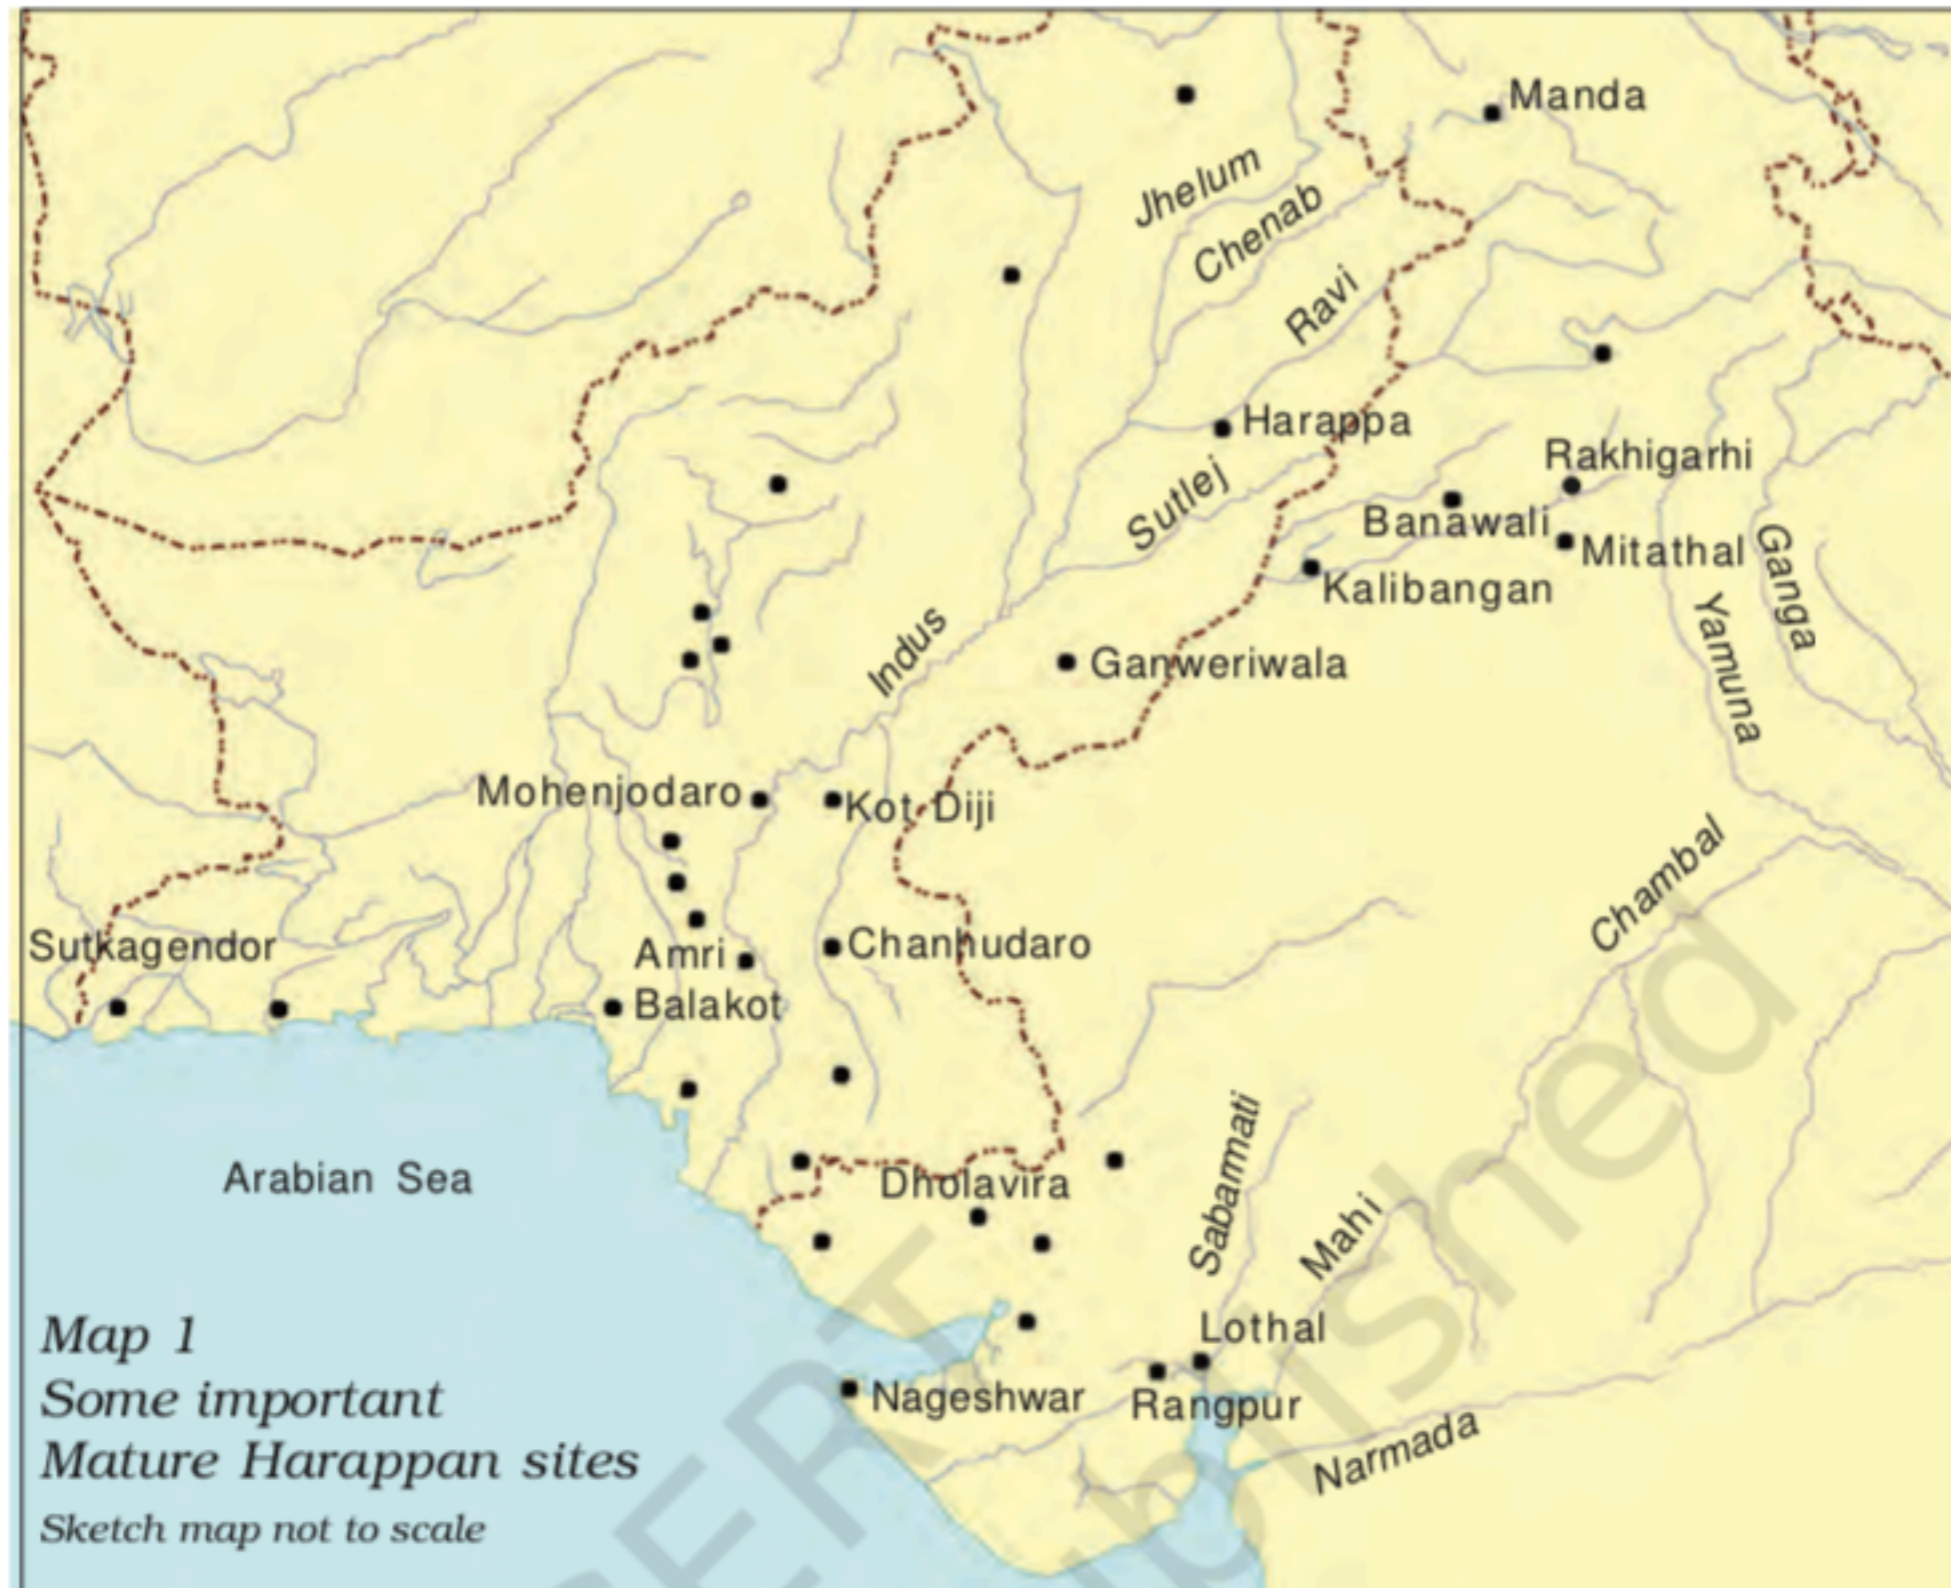 Manda
Jhelum
Chenab
Ravi
Harappa
Sutlej
Rakhigarhi
Banawali
Mitathal
Kalibangan
Ganga
Yamuna
Indus
Ganweriwala
Mohenjodaro
Kot Diji
Chambal
Sutkagendor
Amri
Chanhudaro
Balakot
Arabian Sea
Dholavira
Sabarmati
Mahi
Lothal
Nageshwar
Rangpur
Narmada
Map 1
Some important
Mature Harappan sites
Sketch map not to scale